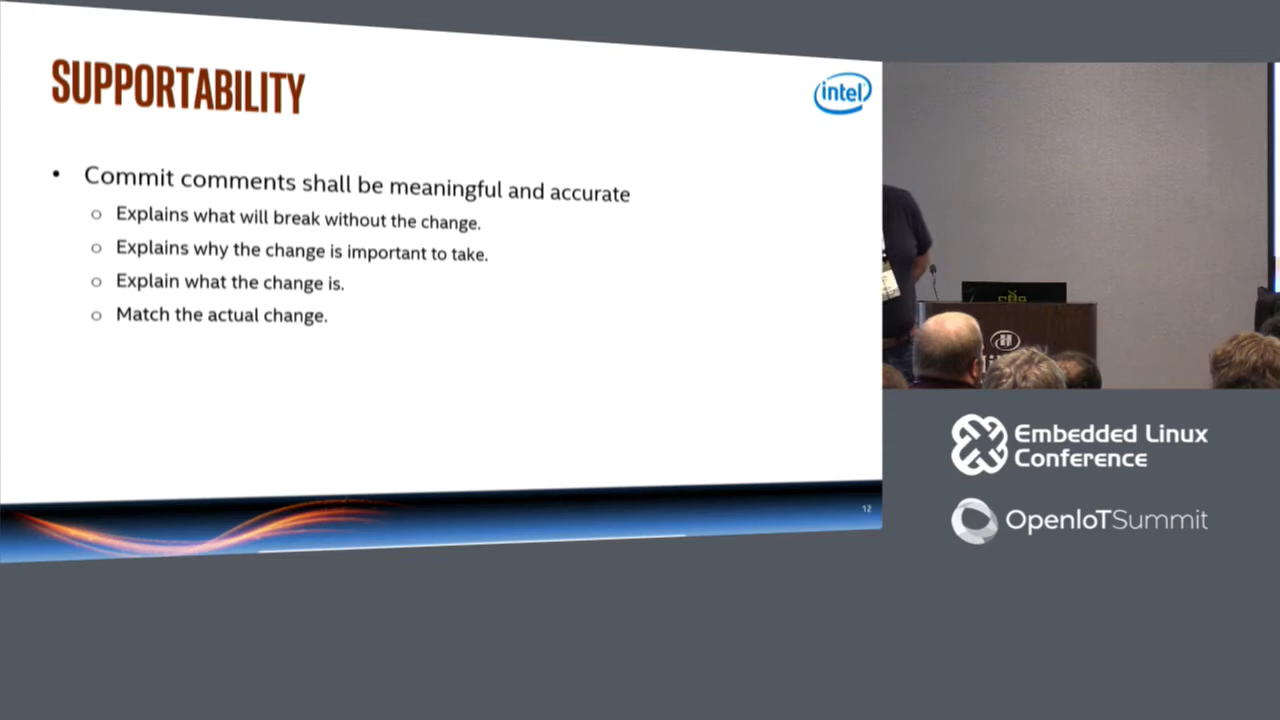 SUPPORTABILITY
intel
• Commit comments shall be meaningful and accurate
o Explains what will break without the change.
o Explains why the change is important to take.
o Explain what the change is.
o Match the actual change.
12
Embedded Linux
Conference
OpenIoTSummit